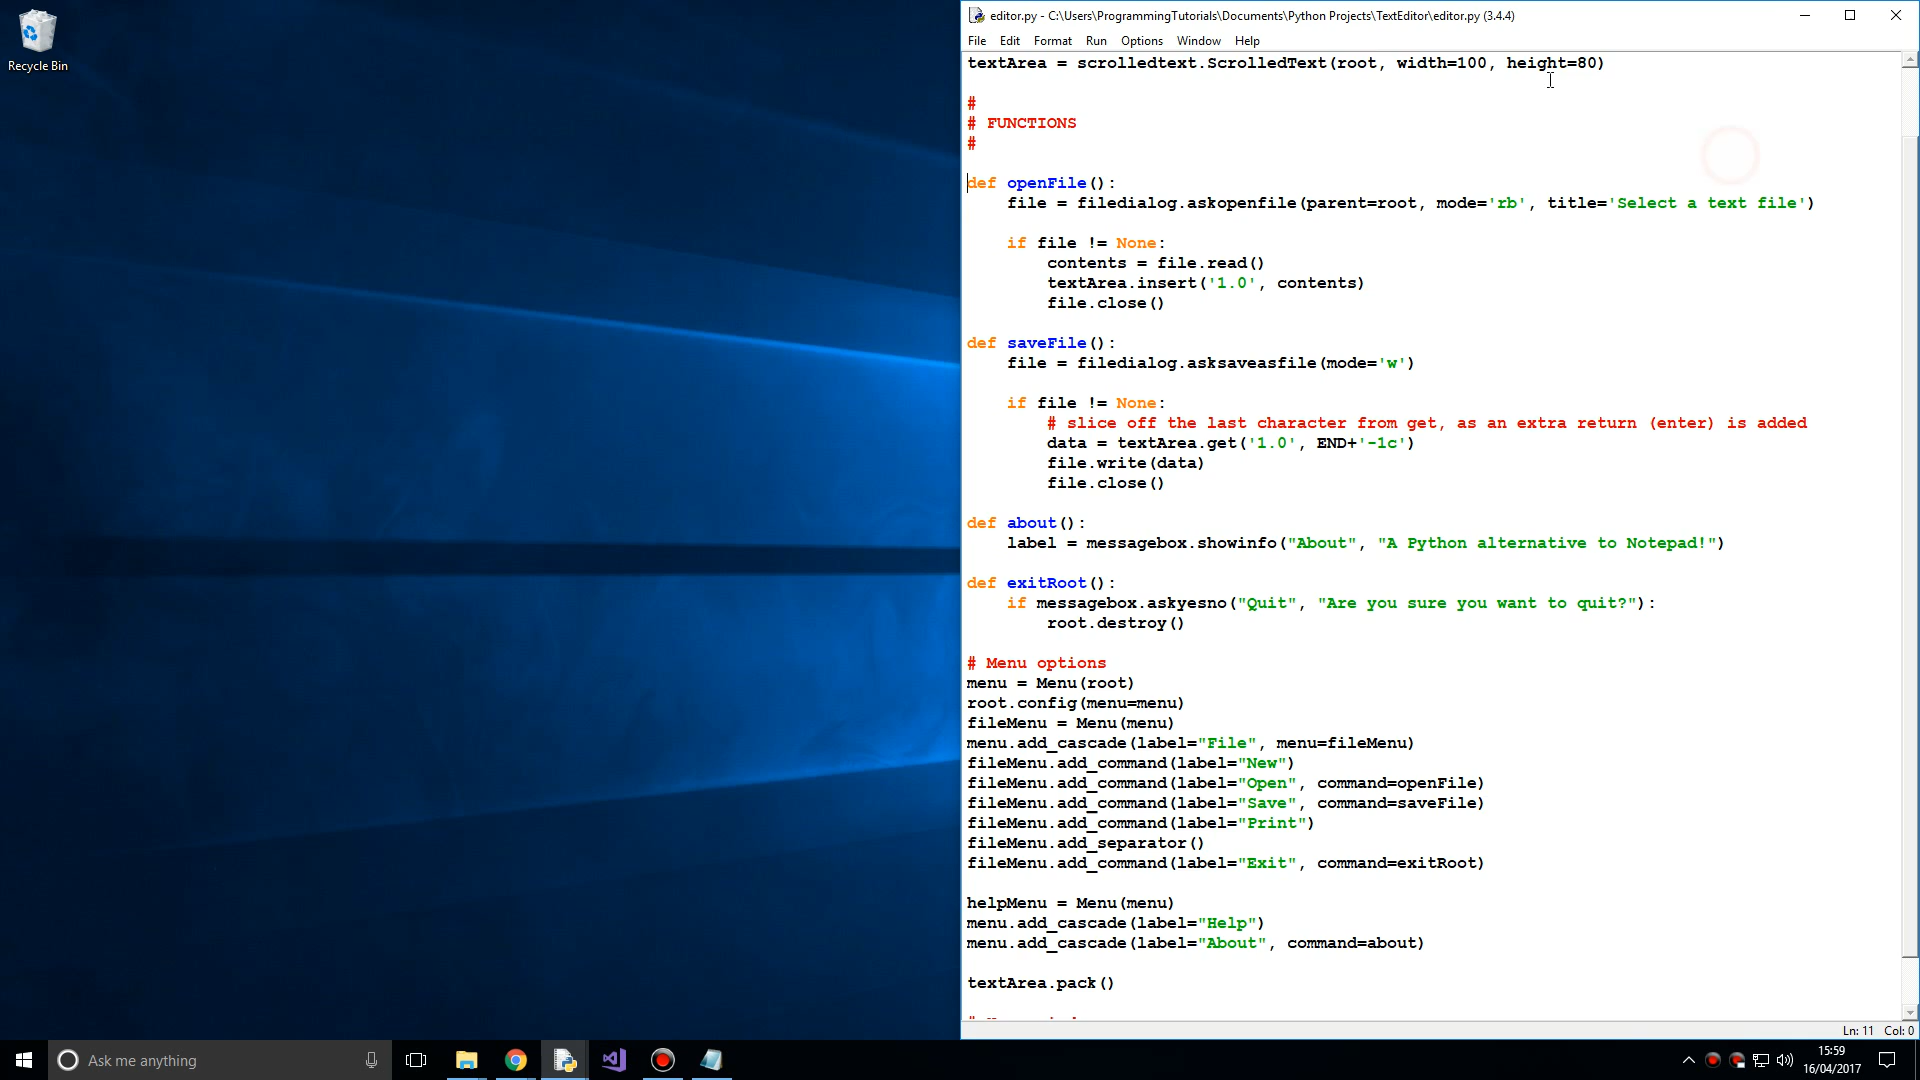 Recycle Bin
editor.py - C:\Users\ProgrammingTutorials\Documents\Python Projects\TextEditor\editor.py (3.4.4)
File Edit Format Run Options Window Help
textArea = scrolledtext.ScrolledText(root, width=100, height=80)
#
# FUNCTIONS
#
def openFile():
    file = filedialog.askopenfile(parent=root, mode='rb', title='Select a text file')
    if file != None:
        contents = file.read()
        textArea.insert('1.0', contents)
        file.close()
def saveFile():
    file = filedialog.asksaveasfile(mode='w')
    if file != None:
        # slice off the last character from get, as an extra return (enter) is added
        data = textArea.get('1.0', END+'-1c')
        file.write(data)
        file.close()
def about():
    label = messagebox.showinfo("About", "A Python alternative to Notepad!")
def exitRoot():
    if messagebox.askyesno("Quit", "Are you sure you want to quit?"):
        root.destroy()
# Menu options
menu = Menu(root)
root.config(menu=menu)
fileMenu = Menu(menu)
menu.add_cascade(label="File", menu=fileMenu)
fileMenu.add_command(label="New")
fileMenu.add_command(label="Open", command=openFile)
fileMenu.add_command(label="Save", command=saveFile)
fileMenu.add_command(label="Print")
fileMenu.add_separator()
fileMenu.add_command(label="Exit", command=exitRoot)
helpMenu = Menu(menu)
menu.add_cascade(label="Help")
menu.add_cascade(label="About", command=about)
textArea.pack()
Ln: 11 Col: 0
Ask me anything
15:59
16/04/2017